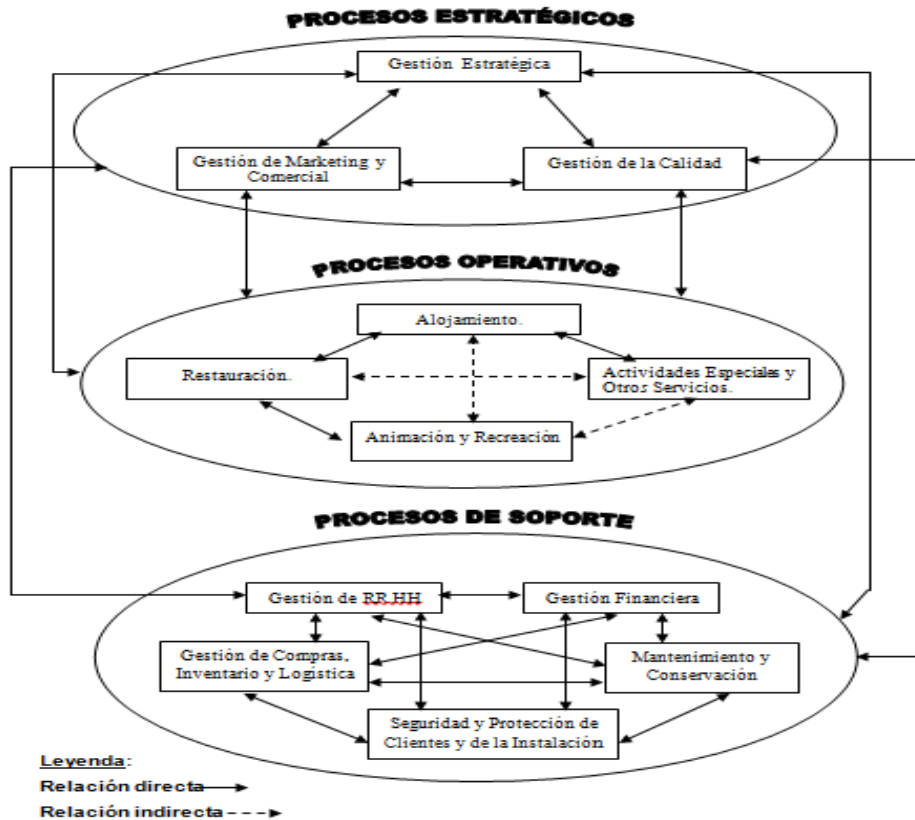 PROCESOS ESTRATÉGICOS
Gestión Estratégica
Gestión de Marketing y
Comercial
Gestión de la Calidad
PROCESOS OPERATIVOS
Alojamiento.
Restauración.
Actividades Especiales y
Otros Servicios.
Animación y Recreación
PROCESOS DE SOPORTE
Gestión de RR.HH
Gestión Financiera
Gestión de Compras,
Inventario y Logística
Mantenimiento y
Conservación
Seguridad y Protección de
Clientes y de la Instalación
Leyenda:
Relación directa
Relación indirecta